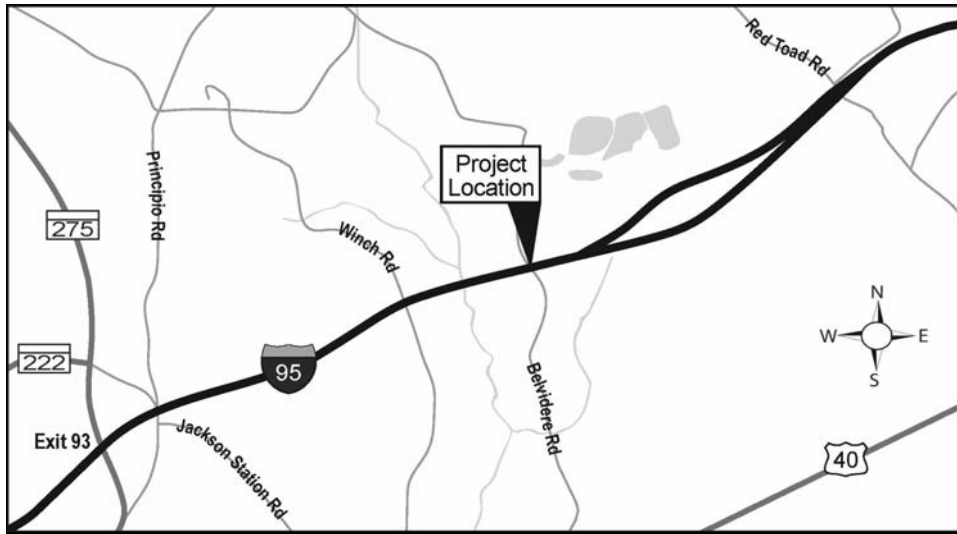 Red Toad Rd
Project
Location
Principio Rd
275
Winch Rd
N
W
E
S
222
95
Belvidere Rd
Exit 93
Jackson Station Rd
40